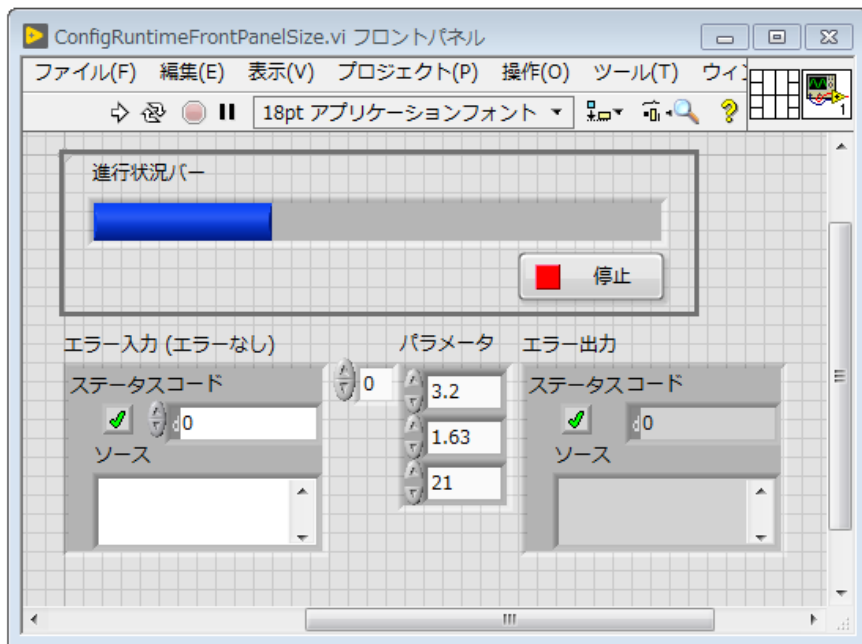 ConfigRuntimeFrontPanelSize.vi フロントパネル
ファイル(F) 編集(E) 表示(V) プロジェクト(P) 操作(O) ツール(T) ウィン
18pt アプリケーションフォント
1
進行状況バー
停止
エラー入力 (エラーなし) パラメータ エラー出力
ステータス コード 0 3.2 ステータス コード
d 0 1.63 d 0
ソース 21 ソース